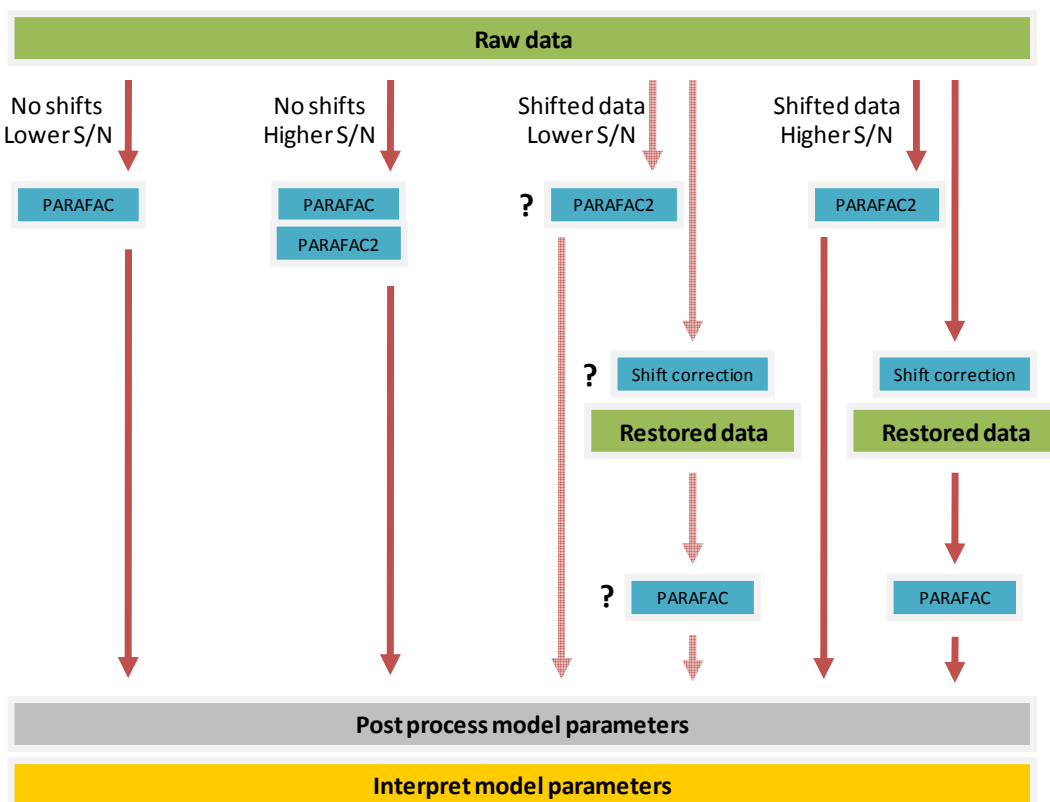 Raw data
No shifts
Lower S/N
No shifts
Higher S/N
Shifted data
Lower S/N
Shifted data
Higher S/N
PARAFAC
PARAFAC
PARAFAC2
? PARAFAC2
PARAFAC2
? Shift correction
Shift correction
Restored data
Restored data
? PARAFAC
PARAFAC
Post process model parameters
Interpret model parameters